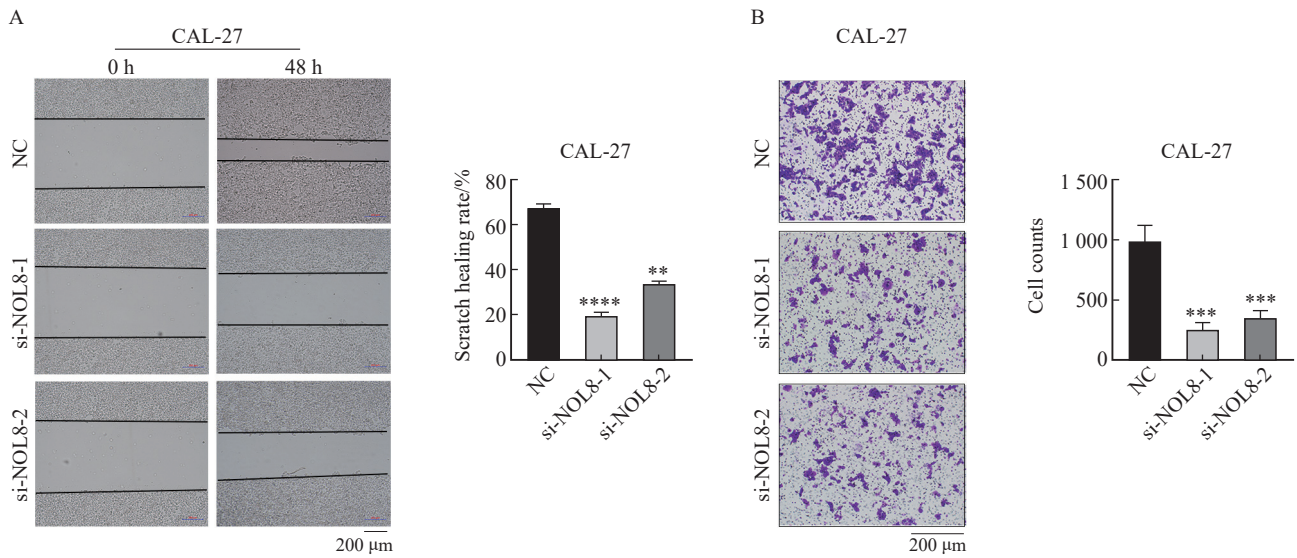 A
CAL-27
0 h
48 h
NC
si-NOL8-1
si-NOL8-2
200 μm
CAL-27
Scratch healing rate/%
80
60
40
20
0
****
**
NC
si-NOL8-1
si-NOL8-2
B
CAL-27
NC
si-NOL8-1
si-NOL8-2
200 μm
CAL-27
Cell counts
1 500
1 000
500
0
***
***
NC
si-NOL8-1
si-NOL8-2